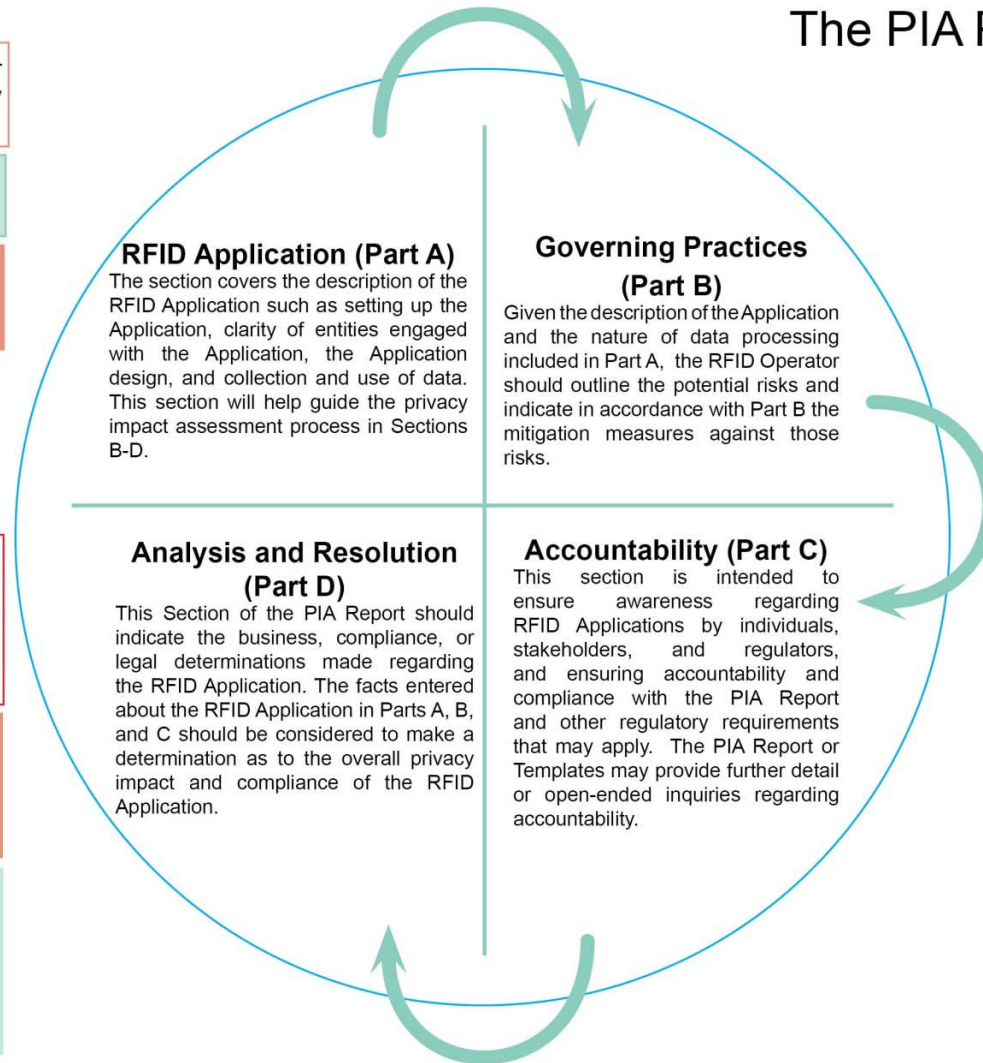 The PIA
RFID Application (Part A)
The section covers the description of the
RFID Application such as setting up the
Application, clarity of entities engaged
with the Application, the Application
design, and collection and use of data.
This section will help guide the privacy
impact assessment process in Sections
B-D.
Governing Practices
(Part B)
Given the description of the Application
and the nature of data processing
included in Part A, the RFID Operator
should outline the potential risks and
indicate in accordance with Part B the
mitigation measures against those
risks.
Analysis and Resolution
(Part D)
This Section of the PIA Report should
indicate the business, compliance, or
legal determinations made regarding
the RFID Application. The facts entered
about the RFID Application in Parts A, B,
and C should be considered to make a
determination as to the overall privacy
impact and compliance of the RFID
Application.
Accountability (Part C)
This section is intended to
ensure awareness regarding
RFID Applications by individuals,
stakeholders, and regulators,
and ensuring accountability and
compliance with the PIA Report
and other regulatory requirements
that may apply. The PIA Report or
Templates may provide further detail
or open-ended inquiries regarding
accountability.